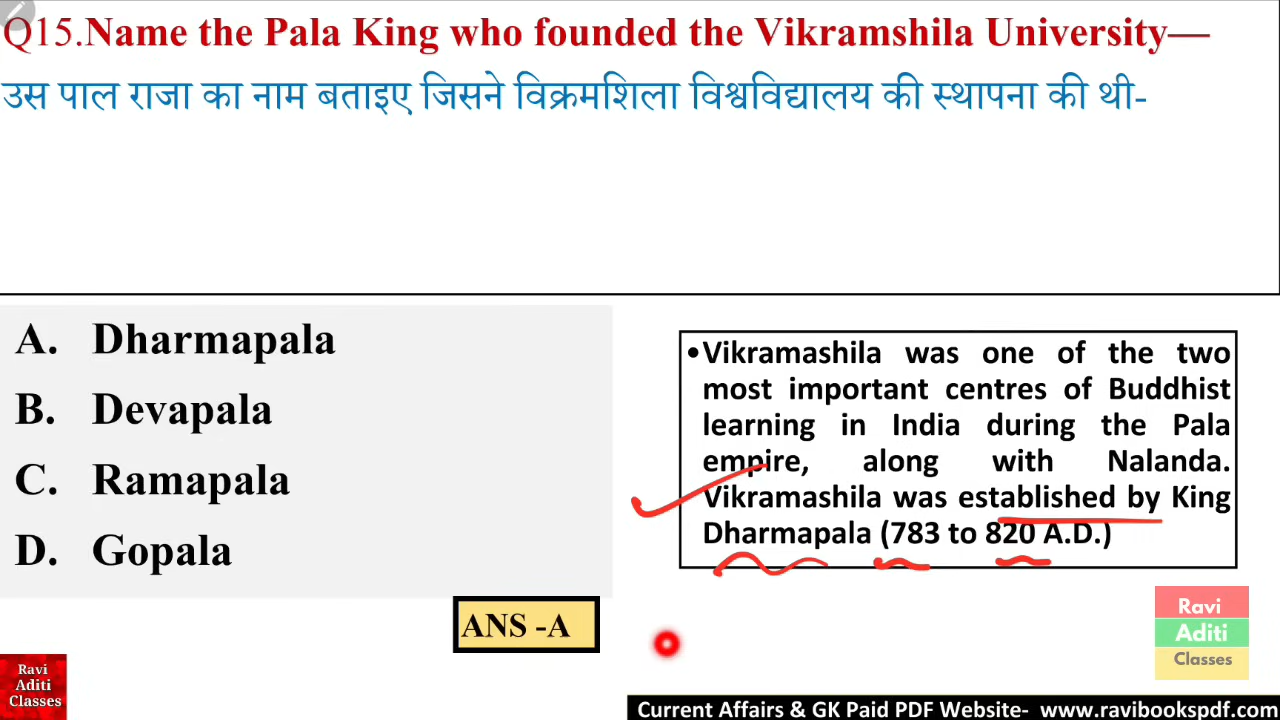 Q15.Name the Pala King who founded the Vikramshila University—
उस पाल राजा का नाम बताइए जिसने विक्रमशिला विश्वविद्यालय की स्थापना की थी-
A. Dharmapala
B. Devapala
C. Ramapala
D. Gopala
ANS -A
•Vikramashila was one of the two
most important centres of Buddhist
learning in India during the Pala
empire, along with Nalanda.
Vikramashila was established by King
Dharmapala (783 to 820 A.D.)
Ravi
Aditi
Classes
Ravi
Aditi
Classes
Current Affairs & GK Paid PDF Website- www.ravibookspdf.com